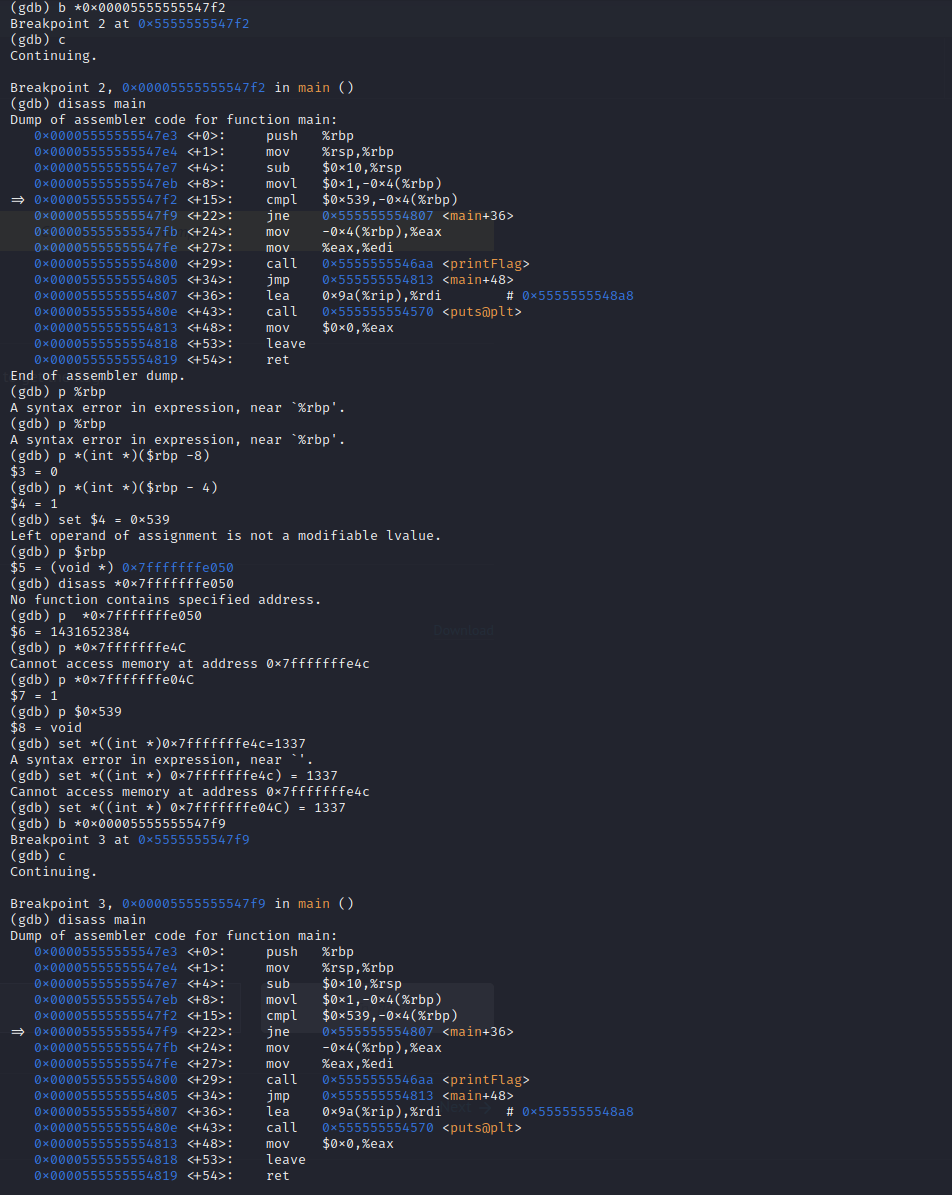 (gdb) b *0×00005555555547f2
Breakpoint 2 at 0×5555555547f2
(gdb) c
Continuing.

Breakpoint 2, 0×00005555555547f2 in main ()
(gdb) disass main
Dump of assembler code for function main:
   0×00005555555547e3 <+0>:	push   %rbp
   0×00005555555547e4 <+1>:	mov    %rsp,%rbp
   0×00005555555547e7 <+4>:	sub    $0×10,%rsp
   0×00005555555547eb <+8>:	movl   $0×1,-0×4(%rbp)
⇒ 0×00005555555547f2 <+15>:	cmpl   $0×539,-0×4(%rbp)
   0×00005555555547f9 <+22>:	jne    0×555555554807 <main+36>
   0×00005555555547fb <+24>:	mov    -0×4(%rbp),%eax
   0×00005555555547fe <+27>:	mov    %eax,%edi
   0×0000555555554800 <+29>:	call   0×5555555546aa <printFlag>
   0×0000555555554805 <+34>:	jmp    0×555555554813 <main+48>
   0×0000555555554807 <+36>:	lea    0×9a(%rip),%rdi        # 0×5555555548a8
   0×000055555555480e <+43>:	call   0×555555554570 <puts@plt>
   0×0000555555554813 <+48>:	mov    $0×0,%eax
   0×0000555555554818 <+53>:	leave
   0×0000555555554819 <+54>:	ret
End of assembler dump.
(gdb) p %rbp
A syntax error in expression, near `%rbp'.
(gdb) p %rbp
A syntax error in expression, near `%rbp'.
(gdb) p *(int *)($rbp -8)
$3 = 0
(gdb) p *(int *)($rbp - 4)
$4 = 1
(gdb) set $4 = 0×539
Left operand of assignment is not a modifiable lvalue.
(gdb) p $rbp
$5 = (void *) 0×7fffffffe050
(gdb) disass *0×7fffffffe050
No function contains specified address.
(gdb) p  *0×7fffffffe050
$6 = 1431652384
(gdb) p *0×7fffffffe4C
Cannot access memory at address 0×7fffffffe4c
(gdb) p *0×7fffffffe04C
$7 = 1
(gdb) p $0×539
$8 = void
(gdb) set *((int *)0×7fffffffe4c=1337
A syntax error in expression, near `'.
(gdb) set *((int *) 0×7fffffffe4c) = 1337
Cannot access memory at address 0×7fffffffe4c
(gdb) set *((int *) 0×7fffffffe04C) = 1337
(gdb) b *0×00005555555547f9
Breakpoint 3 at 0×5555555547f9
(gdb) c
Continuing.

Breakpoint 3, 0×00005555555547f9 in main ()
(gdb) disass main
Dump of assembler code for function main:
   0×00005555555547e3 <+0>:	push   %rbp
   0×00005555555547e4 <+1>:	mov    %rsp,%rbp
   0×00005555555547e7 <+4>:	sub    $0×10,%rsp
   0×00005555555547eb <+8>:	movl   $0×1,-0×4(%rbp)
   0×00005555555547f2 <+15>:	cmpl   $0×539,-0×4(%rbp)
⇒ 0×00005555555547f9 <+22>:	jne    0×555555554807 <main+36>
   0×00005555555547fb <+24>:	mov    -0×4(%rbp),%eax
   0×00005555555547fe <+27>:	mov    %eax,%edi
   0×0000555555554800 <+29>:	call   0×5555555546aa <printFlag>
   0×0000555555554805 <+34>:	jmp    0×555555554813 <main+48>
   0×0000555555554807 <+36>:	lea    0×9a(%rip),%rdi        # 0×5555555548a8
   0×000055555555480e <+43>:	call   0×555555554570 <puts@plt>
   0×0000555555554813 <+48>:	mov    $0×0,%eax
   0×0000555555554818 <+53>:	leave
   0×0000555555554819 <+54>:	ret